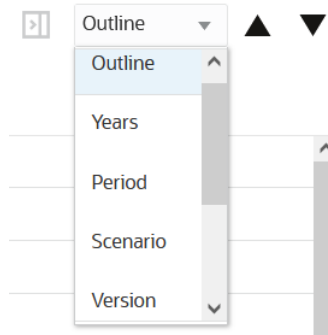 Outline
Outline
Years
Period
Scenario
Version